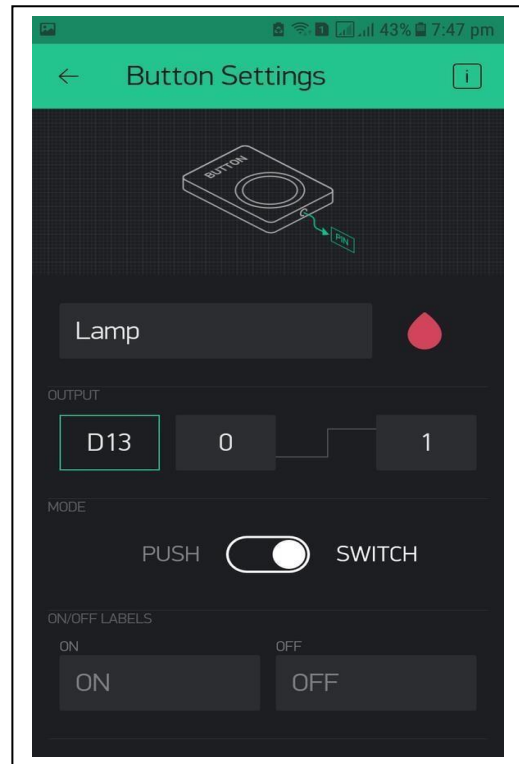 1 43% 7:47 pm
← Button Settings i
BUTTON
PIN
Lamp
OUTPUT
D13 0 1
MODE
PUSH SWITCH
ON/OFF LABELS
ON OFF
ON OFF